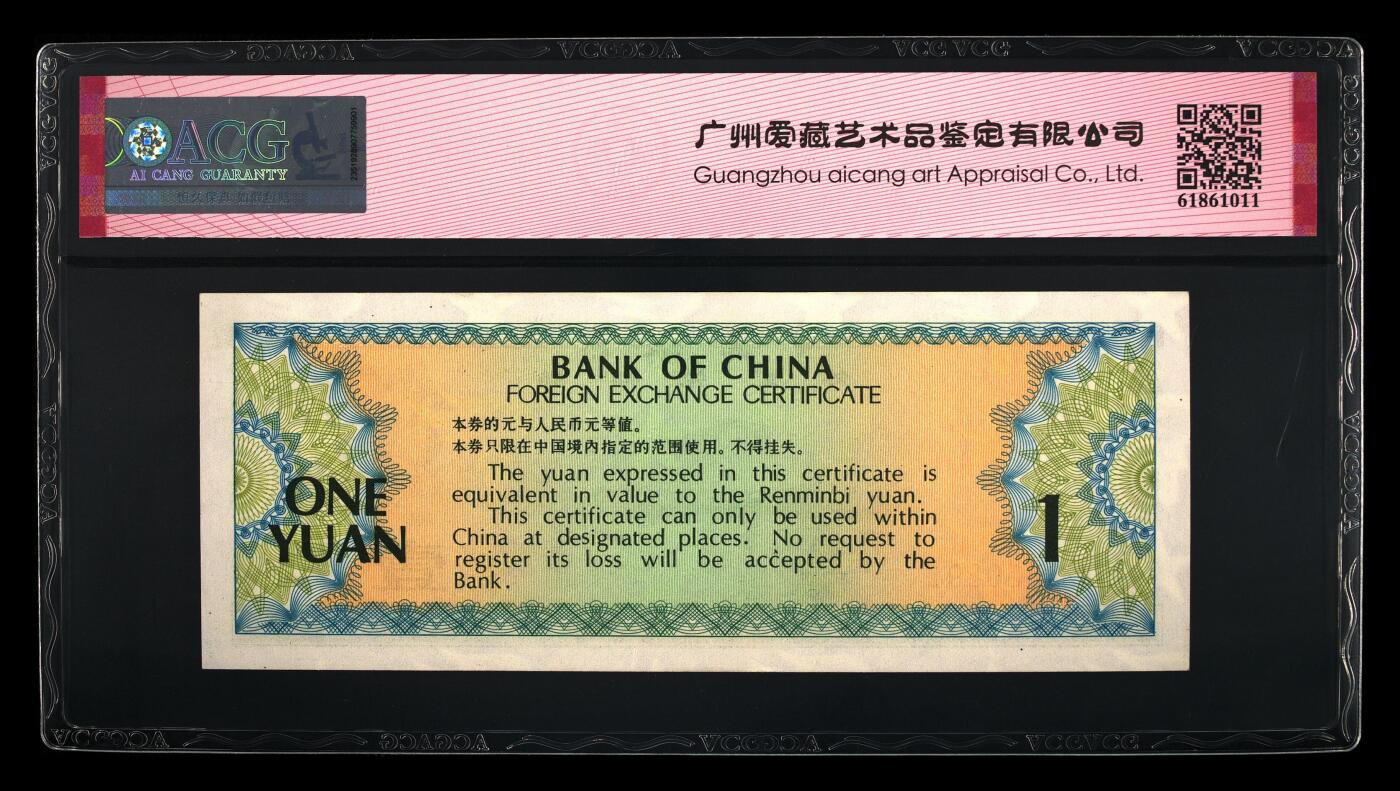 ACG
AI CANG GUARANTY
广州爱藏艺术品鉴定有限公司
Guangzhou aicang art Appraisal Co., Ltd.
61861011
BANK OF CHINA
FOREIGN EXCHANGE CERTIFICATE
本券的元与人民币元等值。
本券只限在中国境内指定的范围使用。不得挂失。
The yuan expressed in this certificate is
equivalent in value to the Renminbi yuan.
This certificate can only be used within
China at designated places. No request to
register its loss will be accepted by the
Bank.
ONE
YUAN
1